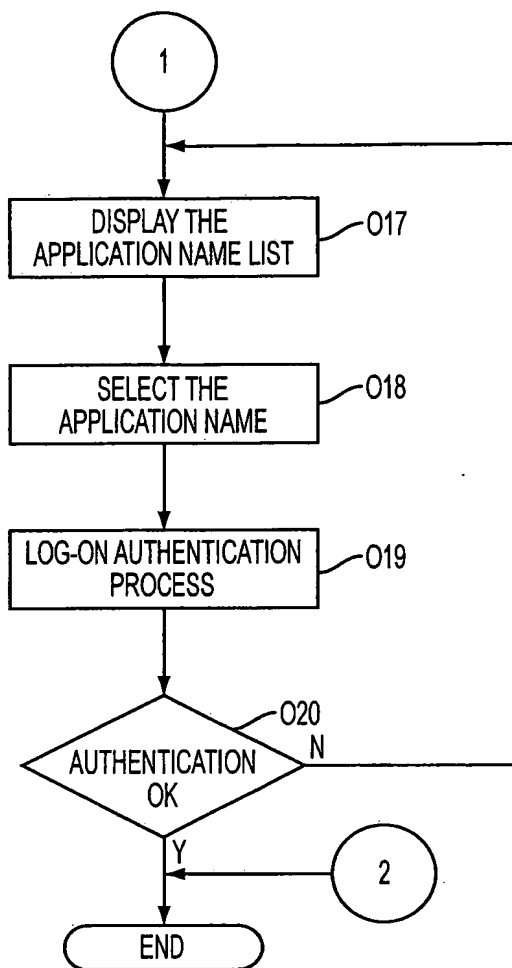 1
DISPLAY THE
APPLICATION NAME LIST
O17
SELECT THE
APPLICATION NAME
O18
LOG-ON AUTHENTICATION
PROCESS
O19
O20
AUTHENTICATION
OK
N
Y
2
END